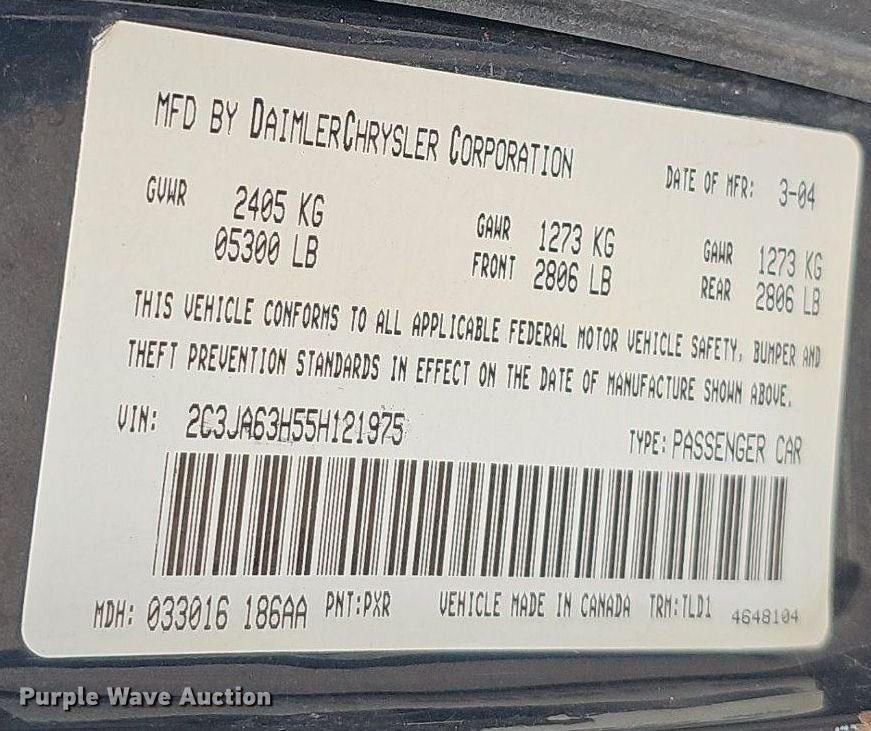 MFD BY DAIMLERCHRYSLER CORPORATION
DATE OF MFR: 3-04
GVWR 2405 KG
05300 LB
GAWR FRONT 1273 KG
2806 LB
GAWR REAR 1273 KG
2806 LB
THIS VEHICLE CONFORMS TO ALL APPLICABLE FEDERAL MOTOR VEHICLE SAFETY, BUMPER AND
THEFT PREVENTION STANDARDS IN EFFECT ON THE DATE OF MANUFACTURE SHOWN ABOVE.
VIN: 2C3JA63H55H121975
TYPE: PASSENGER CAR
MDH: 033016 186AA PNT:PXR VEHICLE MADE IN CANADA TRM:TLD1 4648104
Purple Wave Auction